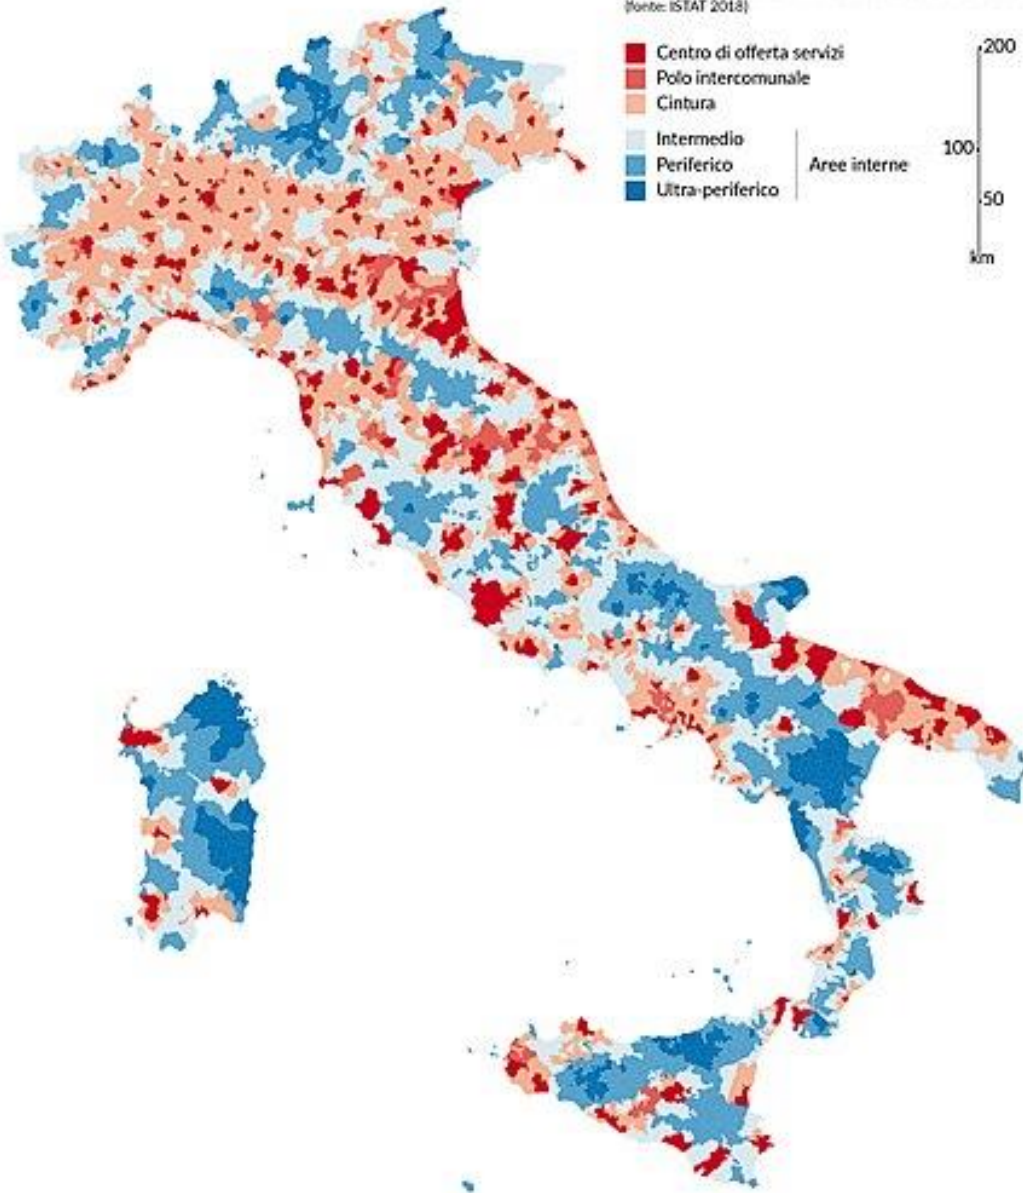 (fonte: ISTAT 2018)
Centro di offerta servizi
Polo intercomunale
Cintura
Intermedio
Periferico
Ultra-periferico
Aree interne
200
100
50
km